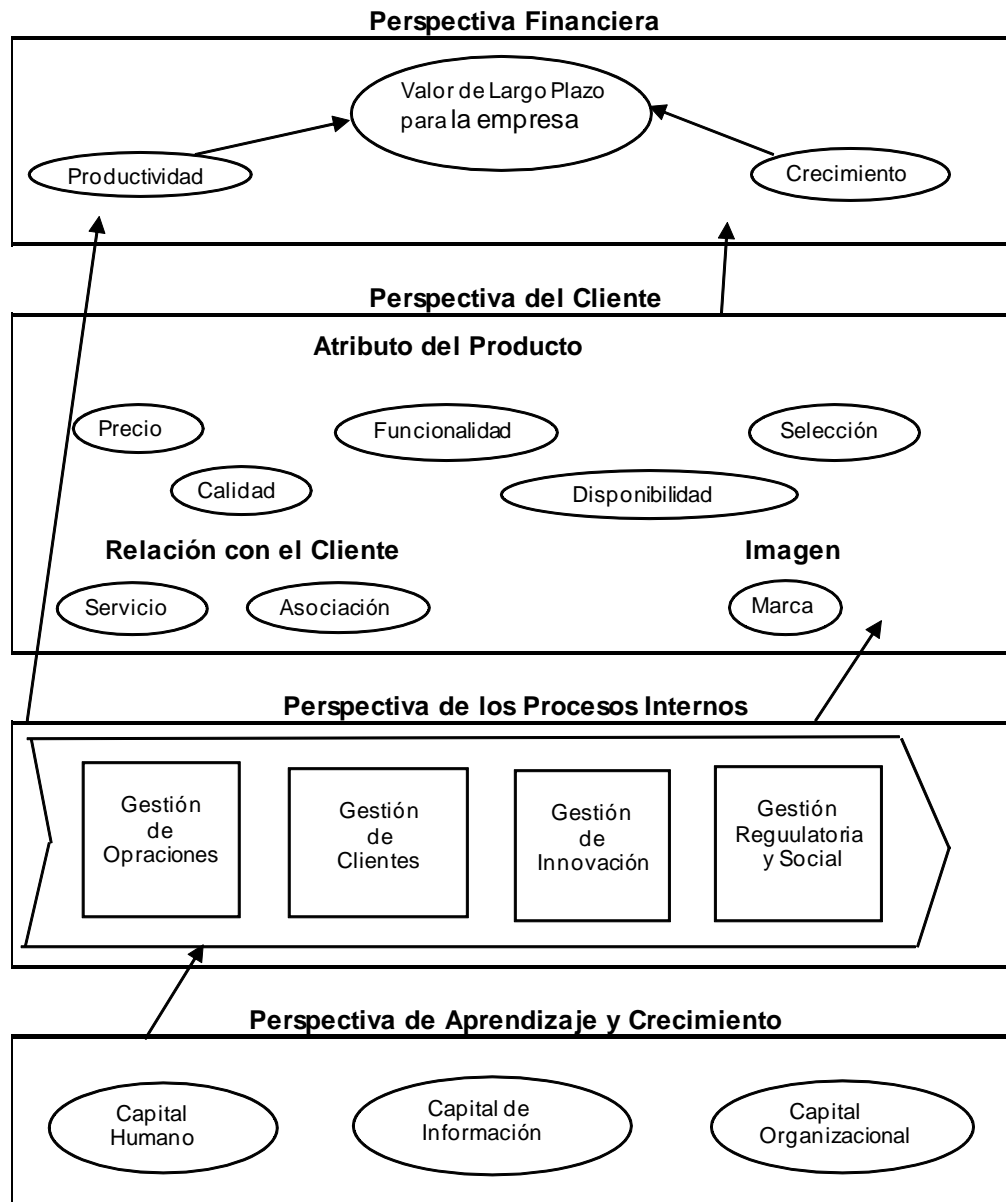 Perspectiva Financiera
Valor de Largo Plazo
para la empresa
Productividad
Crecimiento
Perspectiva del Cliente
Atributo del Producto
Precio
Funcionalidad
Selección
Calidad
Disponibilidad
Relación con el Cliente
Imagen
Servicio
Asociación
Marca
Perspectiva de los Procesos Internos
Gestión
de
Opraciones
Gestión
de
Clientes
Gestión
de
Innovación
Gestión
Reguulatoria
y Social
Perspectiva de Aprendizaje y Crecimiento
Capital
Humano
Capital de
Información
Capital
Organizacional